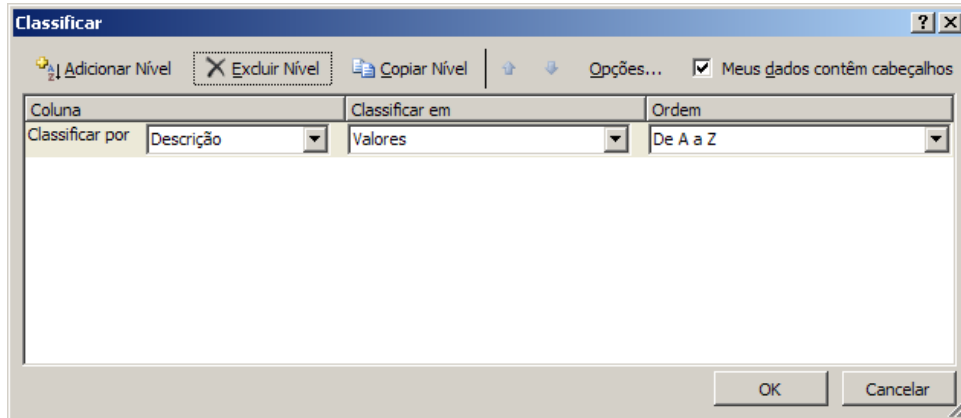 Classificar
Adicionar Nível Excluir Nível Copiar Nível Opções... Meus dados contêm cabeçalhos
Coluna Classificar em Ordem
Classificar por Descrição Valores De A a Z
OK Cancelar